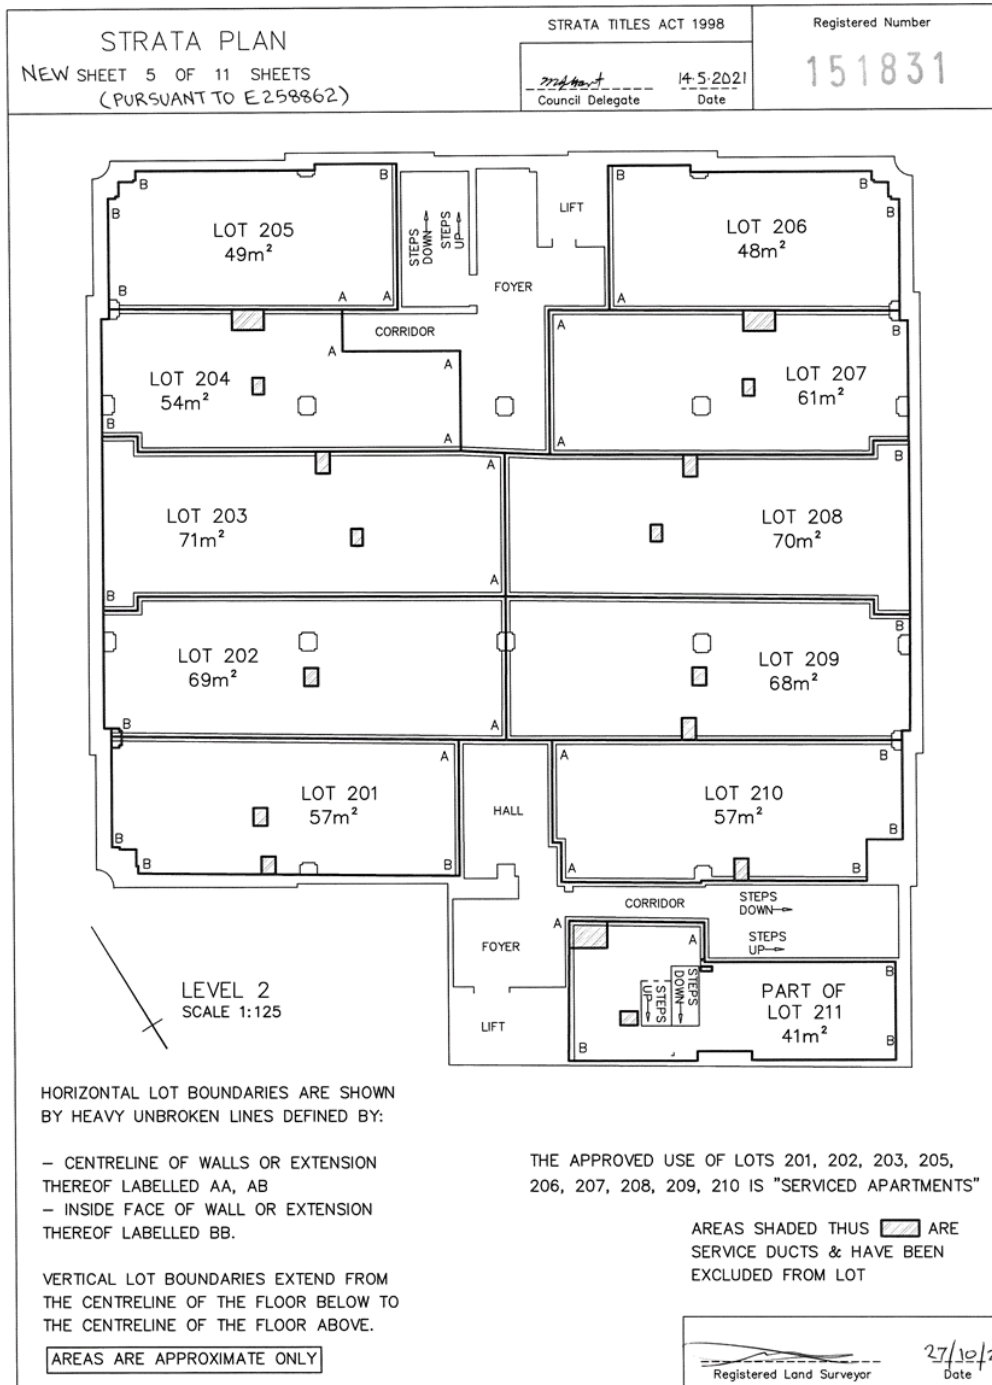 STRATA PLAN
NEW SHEET 5 OF 11 SHEETS
(PURSUANT TO E258862)
STRATA TITLES ACT 1998
14.5.2021
Council Delegate Date
Registered Number
151831
LOT 205
49m²
B
B
B
B
A
A
STEPS DOWN
STEPS UP
LIFT
FOYER
LOT 206
48m²
B
B
B
A
CORRIDOR
LOT 204
54m²
A
A
A
B
LOT 207
61m²
A
A
B
LOT 203
71m²
A
A
B
LOT 208
70m²
B
LOT 202
69m²
B
A
LOT 209
68m²
B
LOT 201
57m²
A
B
B
B
HALL
LOT 210
57m²
A
A
B
B
B
CORRIDOR
STEPS
DOWN
STEPS
UP
FOYER
LIFT
A
A
STEPS UP
STEPS DOWN
PART OF
LOT 211
41m²
B
B
B
LEVEL 2
SCALE 1:125
HORIZONTAL LOT BOUNDARIES ARE SHOWN
BY HEAVY UNBROKEN LINES DEFINED BY:
– CENTRELINE OF WALLS OR EXTENSION
THEREOF LABELLED AA, AB
– INSIDE FACE OF WALL OR EXTENSION
THEREOF LABELLED BB.
VERTICAL LOT BOUNDARIES EXTEND FROM
THE CENTRELINE OF THE FLOOR BELOW TO
THE CENTRELINE OF THE FLOOR ABOVE.
AREAS ARE APPROXIMATE ONLY
THE APPROVED USE OF LOTS 201, 202, 203, 205,
206, 207, 208, 209, 210 IS "SERVICED APARTMENTS"
AREAS SHADED THUS ARE
SERVICE DUCTS & HAVE BEEN
EXCLUDED FROM LOT
27/10/2
Registered Land Surveyor Date